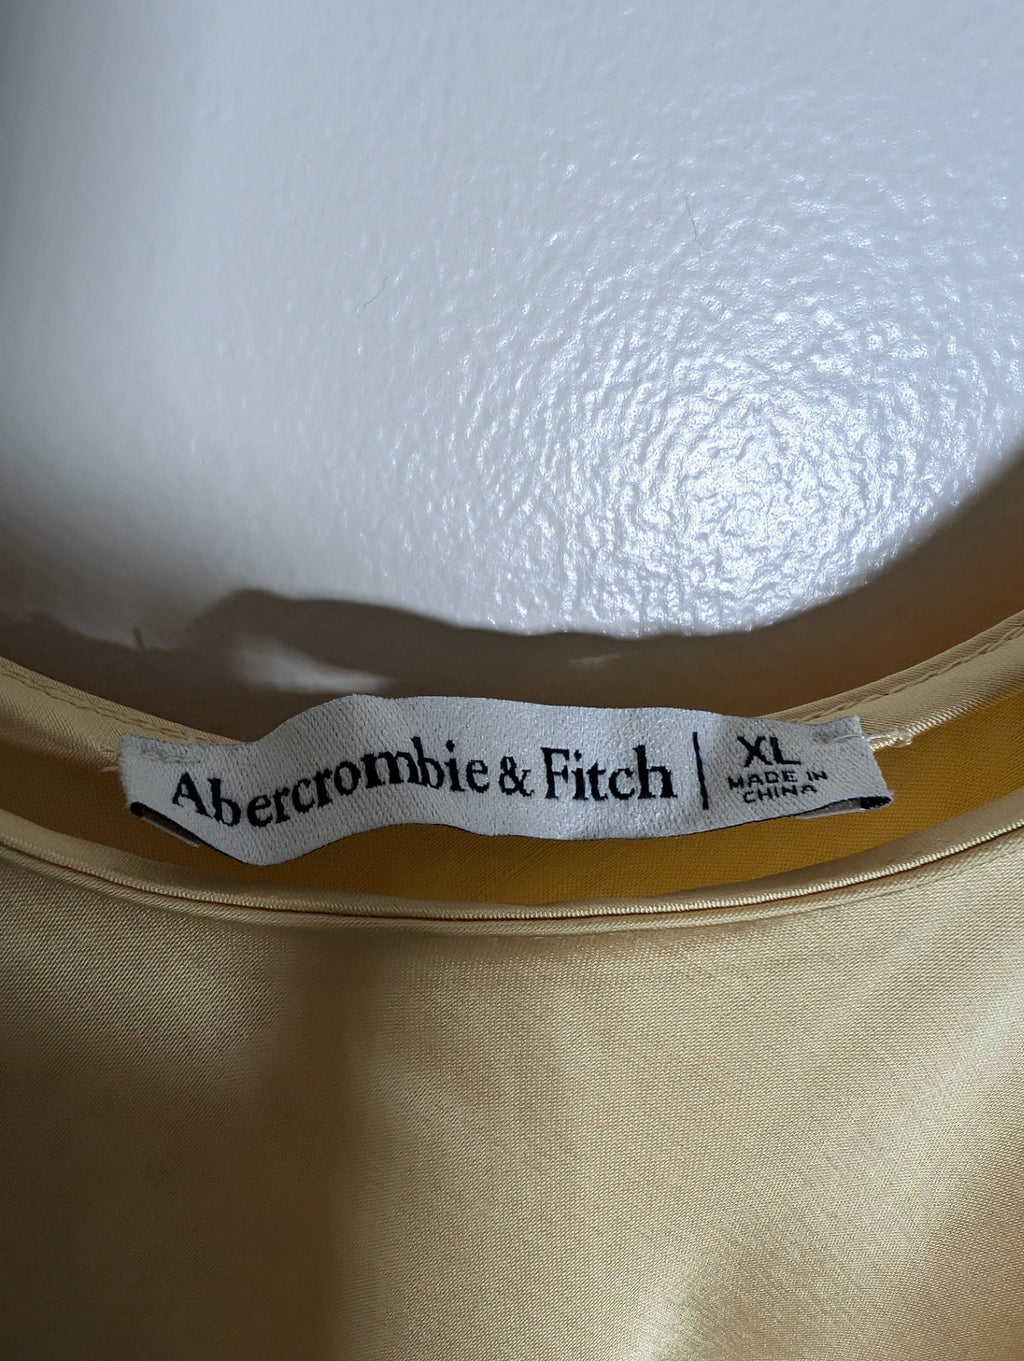 Abercrombie & Fitch | XL
MADE IN
CHINA